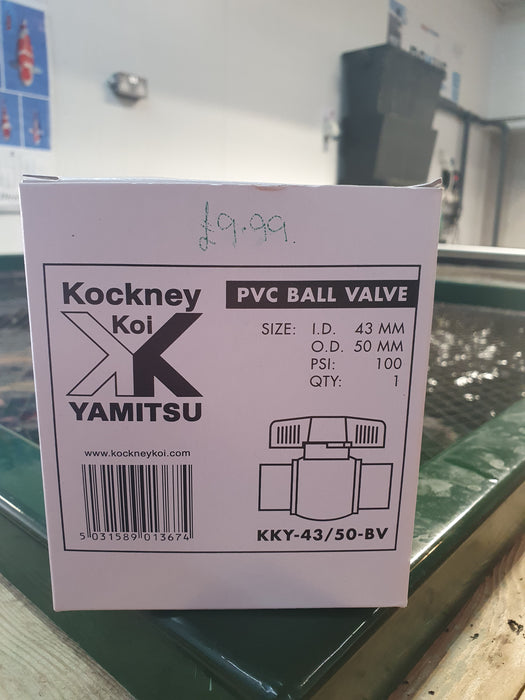 £9.99.
Kockney
Koi
YAMITSU
www.kockneykoi.com
5 031589 013674
PVC BALL VALVE
SIZE: I.D. 43 MM
O.D. 50 MM
PSI: 100
QTY: 1
KKY-43/50-BV